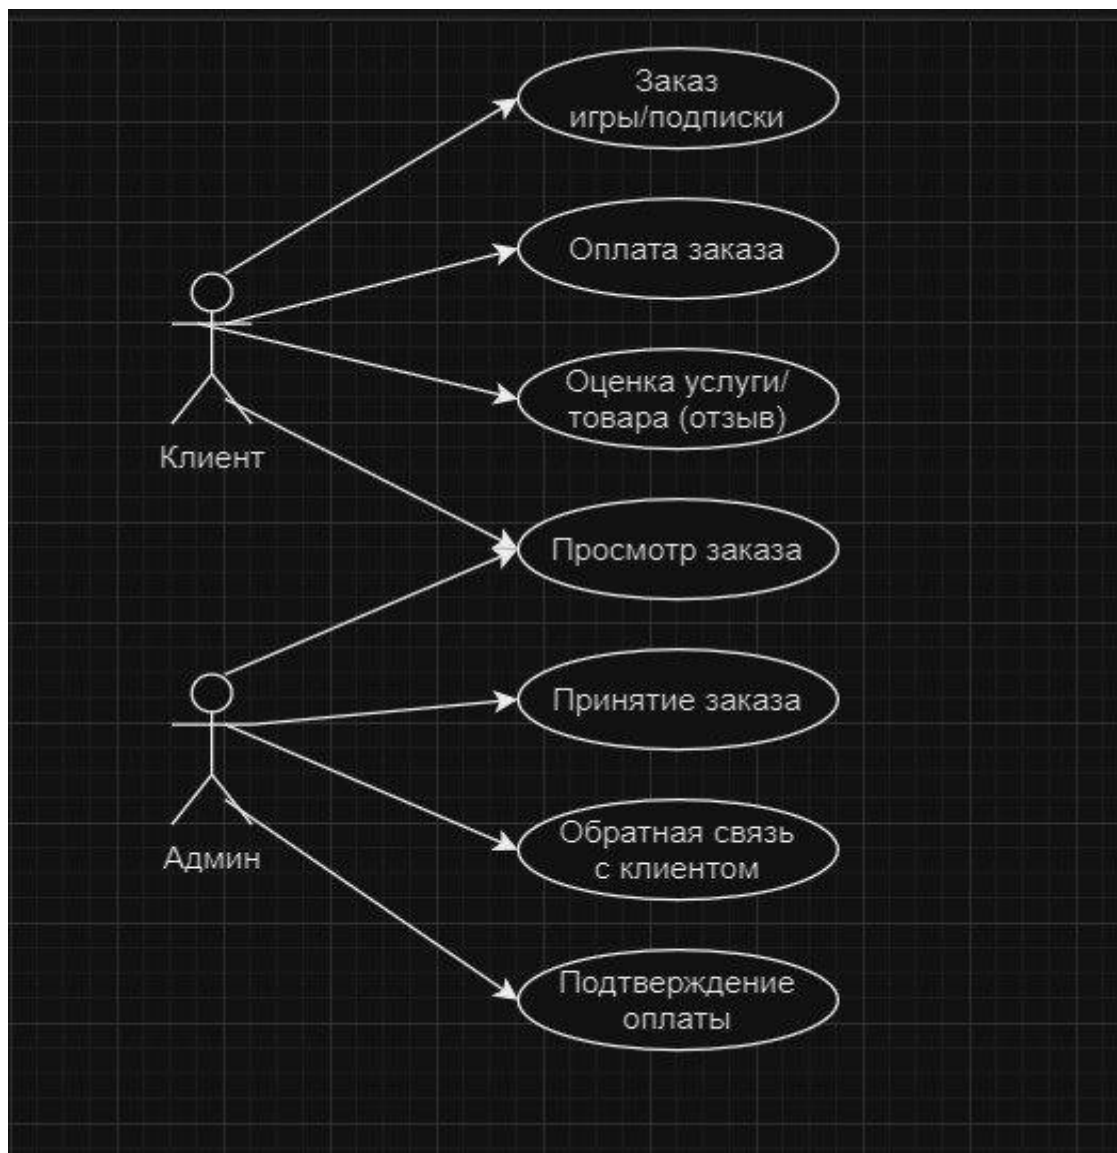 Заказ
игры/подписки
Оплата заказа
Оценка услуги/
товара (отзыв)
Клиент
Просмотр заказа
Принятие заказа
Обратная связь
с клиентом
Админ
Подтверждение
оплаты